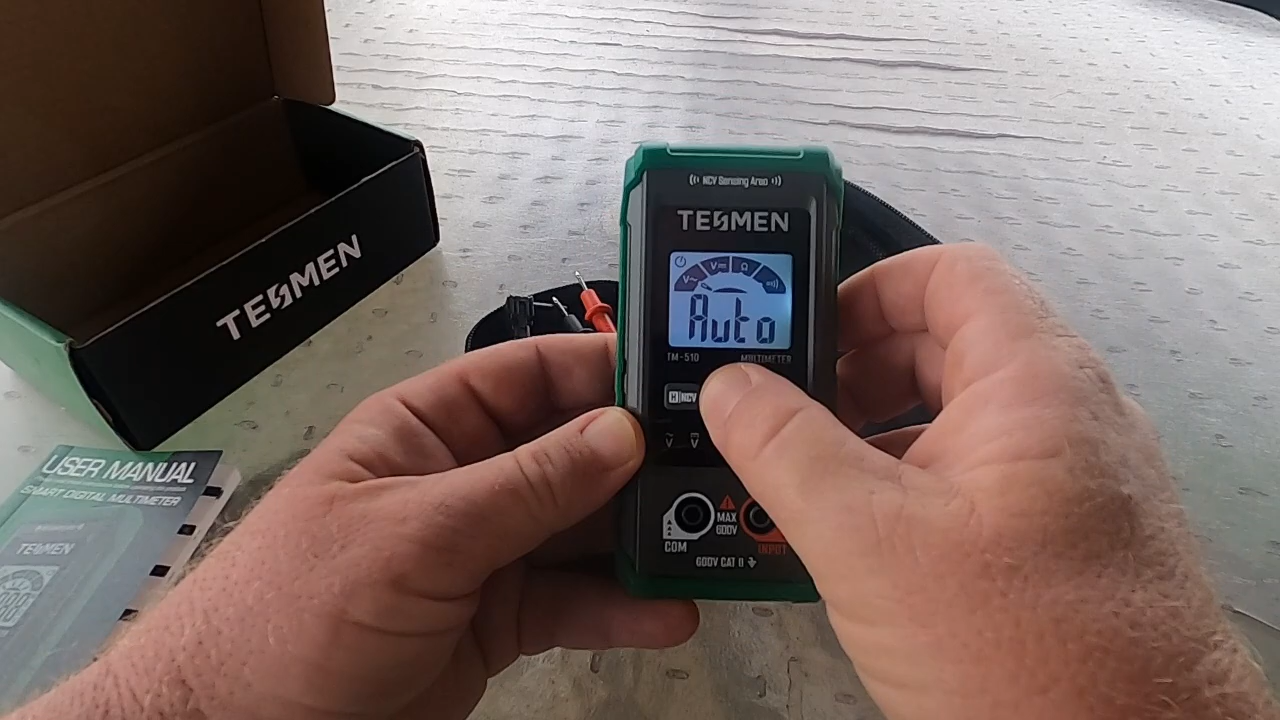 TESMEN
USER MANUAL
SMART DIGITAL MULTIMETER
TESMEN
NCV Sensing Area
TESMEN
V~
V
Ω
Auto
TM-510
MULTIMETER
H NCV
V
V
COM
MAX
600V
INPUT
600V CAT II